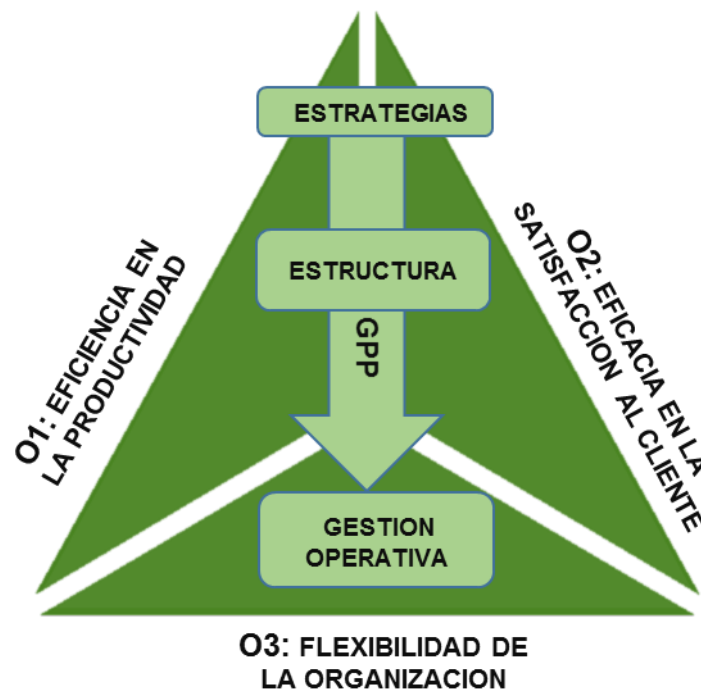 ESTRATEGIAS
ESTRUCTURA
GPP
GESTION
OPERATIVA
O1: EFICIENCIA EN
LA PRODUCTIVIDAD
O2: EFICACIA EN LA
SATISFACCION AL CLIENTE
O3: FLEXIBILIDAD DE
LA ORGANIZACION